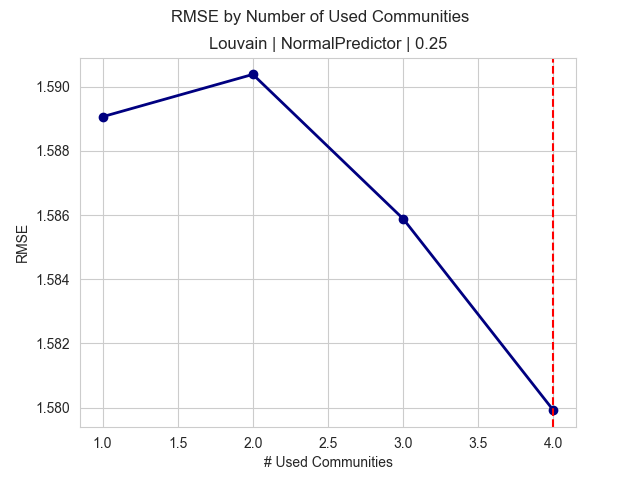 RMSE by Number of Used Communities
Louvain | NormalPredictor | 0.25
1.590
1.588
1.586
1.584
1.582
1.580
RMSE
1.0 1.5 2.0 2.5 3.0 3.5 4.0
# Used Communities